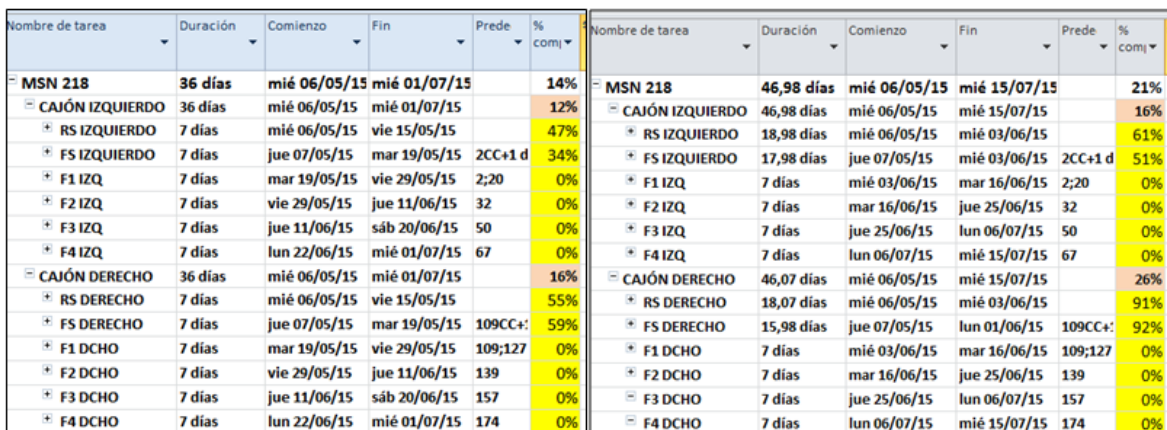 Nombre de tarea Duración Comienzo Fin Prede %
comp
MSN 218 36 días mié 06/05/15 mié 01/07/15 14%
CAJÓN IZQUIERDO 36 días mié 06/05/15 mié 01/07/15 12%
RS IZQUIERDO 7 días mié 06/05/15 vie 15/05/15 47%
FS IZQUIERDO 7 días jue 07/05/15 mar 19/05/15 2CC+1 d 34%
F1 IZQ 7 días mar 19/05/15 vie 29/05/15 2;20 0%
F2 IZQ 7 días vie 29/05/15 jue 11/06/15 32 0%
F3 IZQ 7 días jue 11/06/15 sáb 20/06/15 50 0%
F4 IZQ 7 días lun 22/06/15 mié 01/07/15 67 0%
CAJÓN DERECHO 36 días mié 06/05/15 mié 01/07/15 16%
RS DERECHO 7 días mié 06/05/15 vie 15/05/15 55%
FS DERECHO 7 días jue 07/05/15 mar 19/05/15 109CC+: 59%
F1 DCHO 7 días mar 19/05/15 vie 29/05/15 109;127 0%
F2 DCHO 7 días vie 29/05/15 jue 11/06/15 139 0%
F3 DCHO 7 días jue 11/06/15 sáb 20/06/15 157 0%
F4 DCHO 7 días lun 22/06/15 mié 01/07/15 174 0%
Nombre de tarea Duración Comienzo Fin Prede %
comp
MSN 218 46,98 días mié 06/05/15 mié 15/07/15 21%
CAJÓN IZQUIERDO 46,98 días mié 06/05/15 mié 15/07/15 16%
RS IZQUIERDO 18,98 días mié 06/05/15 mié 03/06/15 61%
FS IZQUIERDO 17,98 días jue 07/05/15 mié 03/06/15 2CC+1 d 51%
F1 IZQ 7 días mié 03/06/15 mar 16/06/15 2;20 0%
F2 IZQ 7 días mar 16/06/15 jue 25/06/15 32 0%
F3 IZQ 7 días jue 25/06/15 lun 06/07/15 50 0%
F4 IZQ 7 días lun 06/07/15 mié 15/07/15 67 0%
CAJÓN DERECHO 46,07 días mié 06/05/15 mié 15/07/15 26%
RS DERECHO 18,07 días mié 06/05/15 mié 03/06/15 91%
FS DERECHO 15,98 días jue 07/05/15 lun 01/06/15 109CC+: 92%
F1 DCHO 7 días mié 03/06/15 mar 16/06/15 109;127 0%
F2 DCHO 7 días mar 16/06/15 jue 25/06/15 139 0%
F3 DCHO 7 días jue 25/06/15 lun 06/07/15 157 0%
F4 DCHO 7 días lun 06/07/15 mié 15/07/15 174 0%